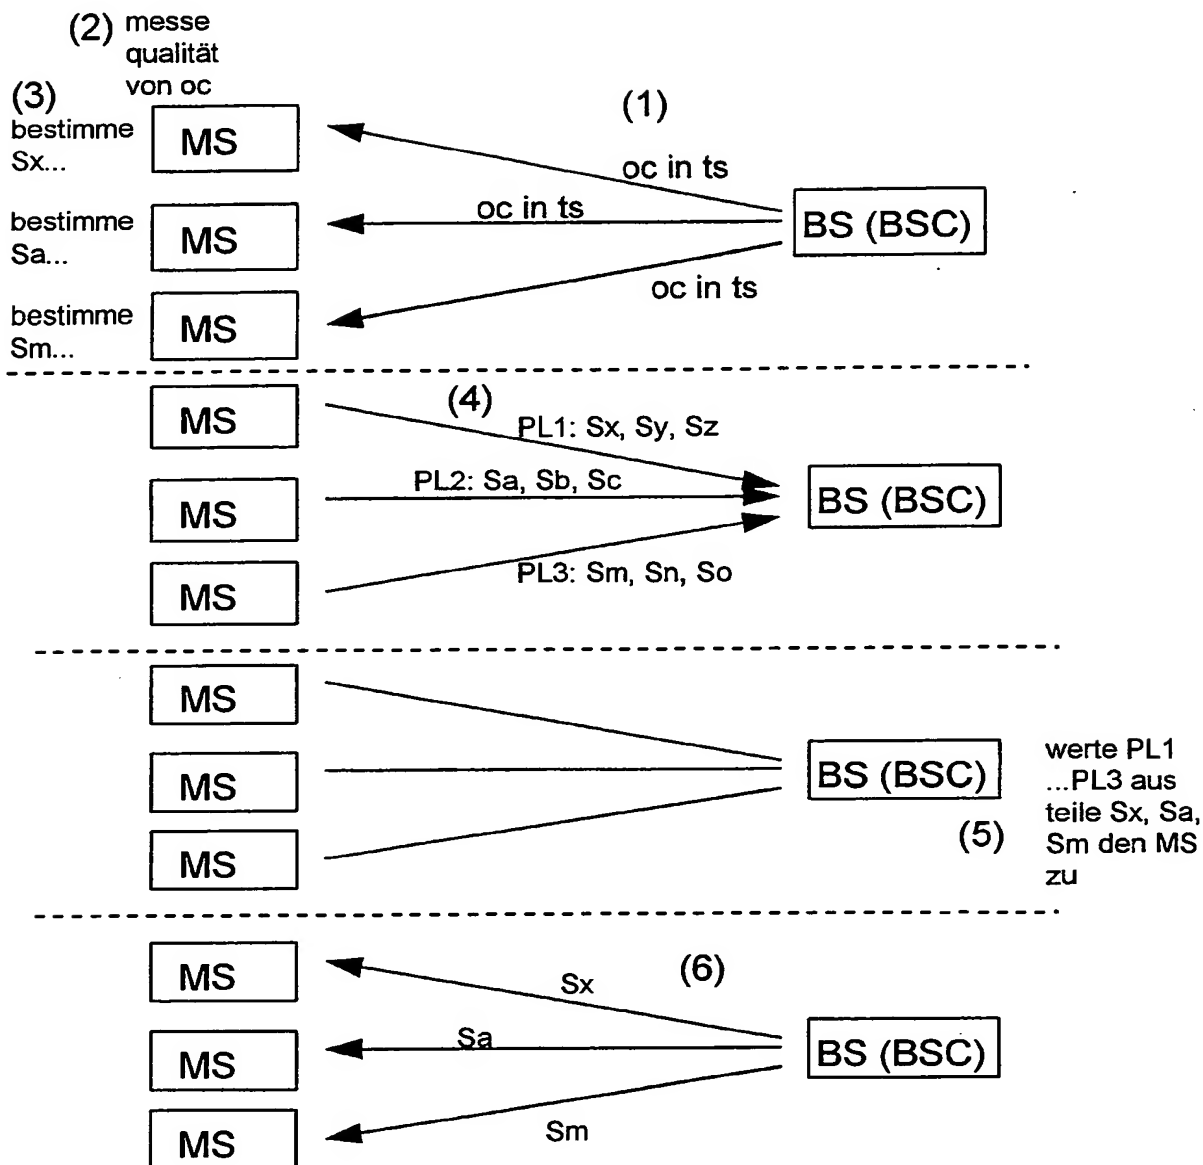 (2) messe
qualität
von oc
(3)
bestimme
Sx...
MS
(1)
oc in ts
bestimme
Sa...
MS
oc in ts
BS (BSC)
bestimme
Sm...
MS
oc in ts
MS
(4)
PL1: Sx, Sy, Sz
MS
PL2: Sa, Sb, Sc
BS (BSC)
MS
PL3: Sm, Sn, So
MS
MS
BS (BSC)
MS
(5)
werte PL1
...PL3 aus
teile Sx, Sa,
Sm den MS
zu
MS
Sx
(6)
MS
Sa
BS (BSC)
MS
Sm